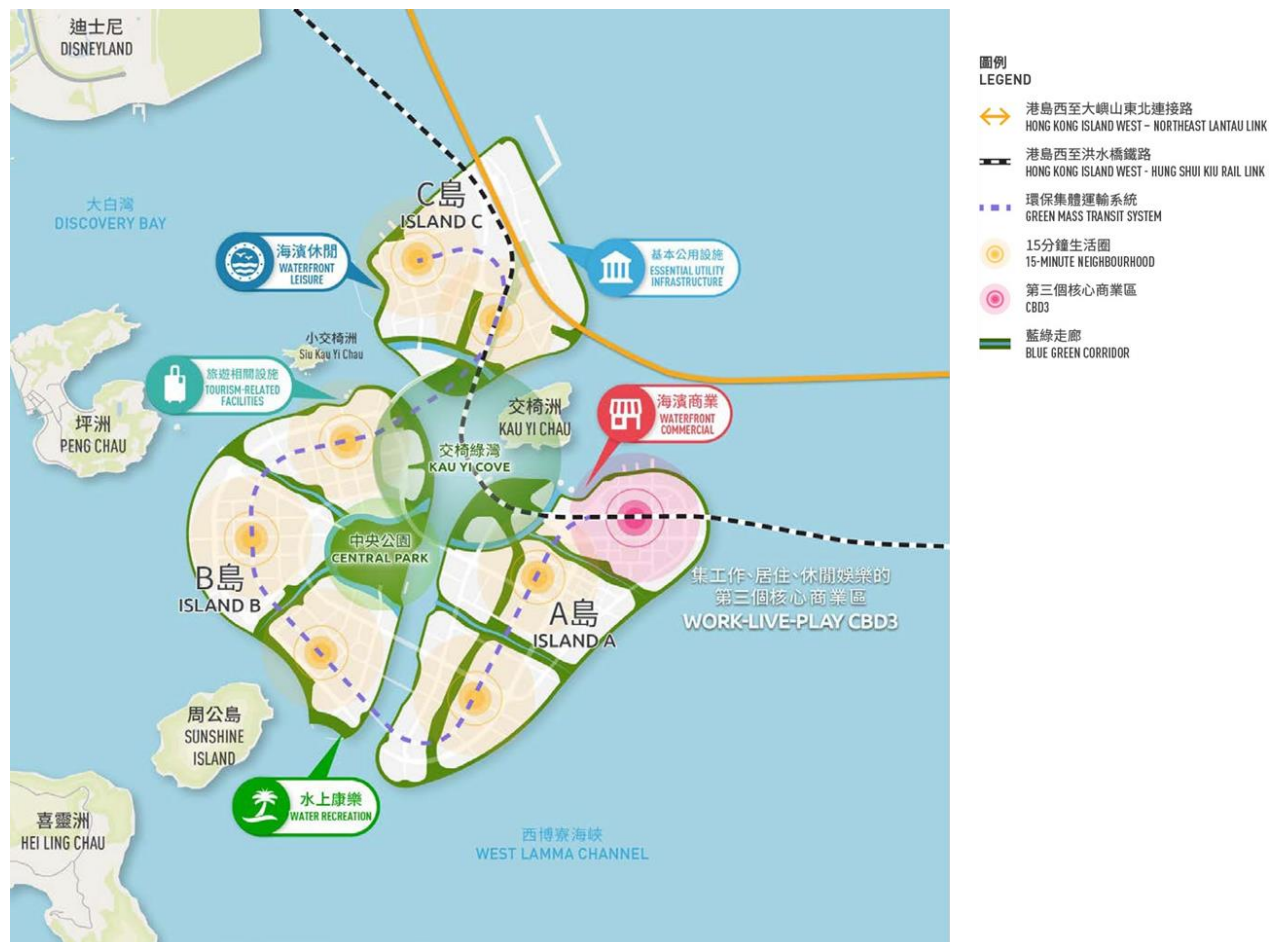 迪士尼
DISNEYLAND
大白灣
DISCOVERY BAY
C島
ISLAND C
海濱休閒
WATERFRONT
LEISURE
基本公用設施
ESSENTIAL UTILITY
INFRASTRUCTURE
小交椅洲
Siu Kau Yi Chau
旅遊相關設施
TOURISM-RELATED
FACILITIES
坪洲
PENG CHAU
交椅洲
KAU YI CHAU
海濱商業
WATERFRONT
COMMERCIAL
交椅綠灣
KAU YI COVE
中央公園
CENTRAL PARK
B島
ISLAND B
A島
ISLAND A
集工作、居住、休閒娛樂的
第三個核心商業區
WORK-LIVE-PLAY CBD3
周公島
SUNSHINE
ISLAND
水上康樂
WATER RECREATION
喜靈洲
HEI LING CHAU
西博寮海峽
WEST LAMMA CHANNEL
圖例
LEGEND
港島西至大嶼山東北連接路
HONG KONG ISLAND WEST – NORTHEAST LANTAU LINK
港島西至洪水橋鐵路
HONG KONG ISLAND WEST - HUNG SHUI KIU RAIL LINK
環保集體運輸系統
GREEN MASS TRANSIT SYSTEM
15分鐘生活圈
15-MINUTE NEIGHBOURHOOD
第三個核心商業區
CBD3
藍綠走廊
BLUE GREEN CORRIDOR